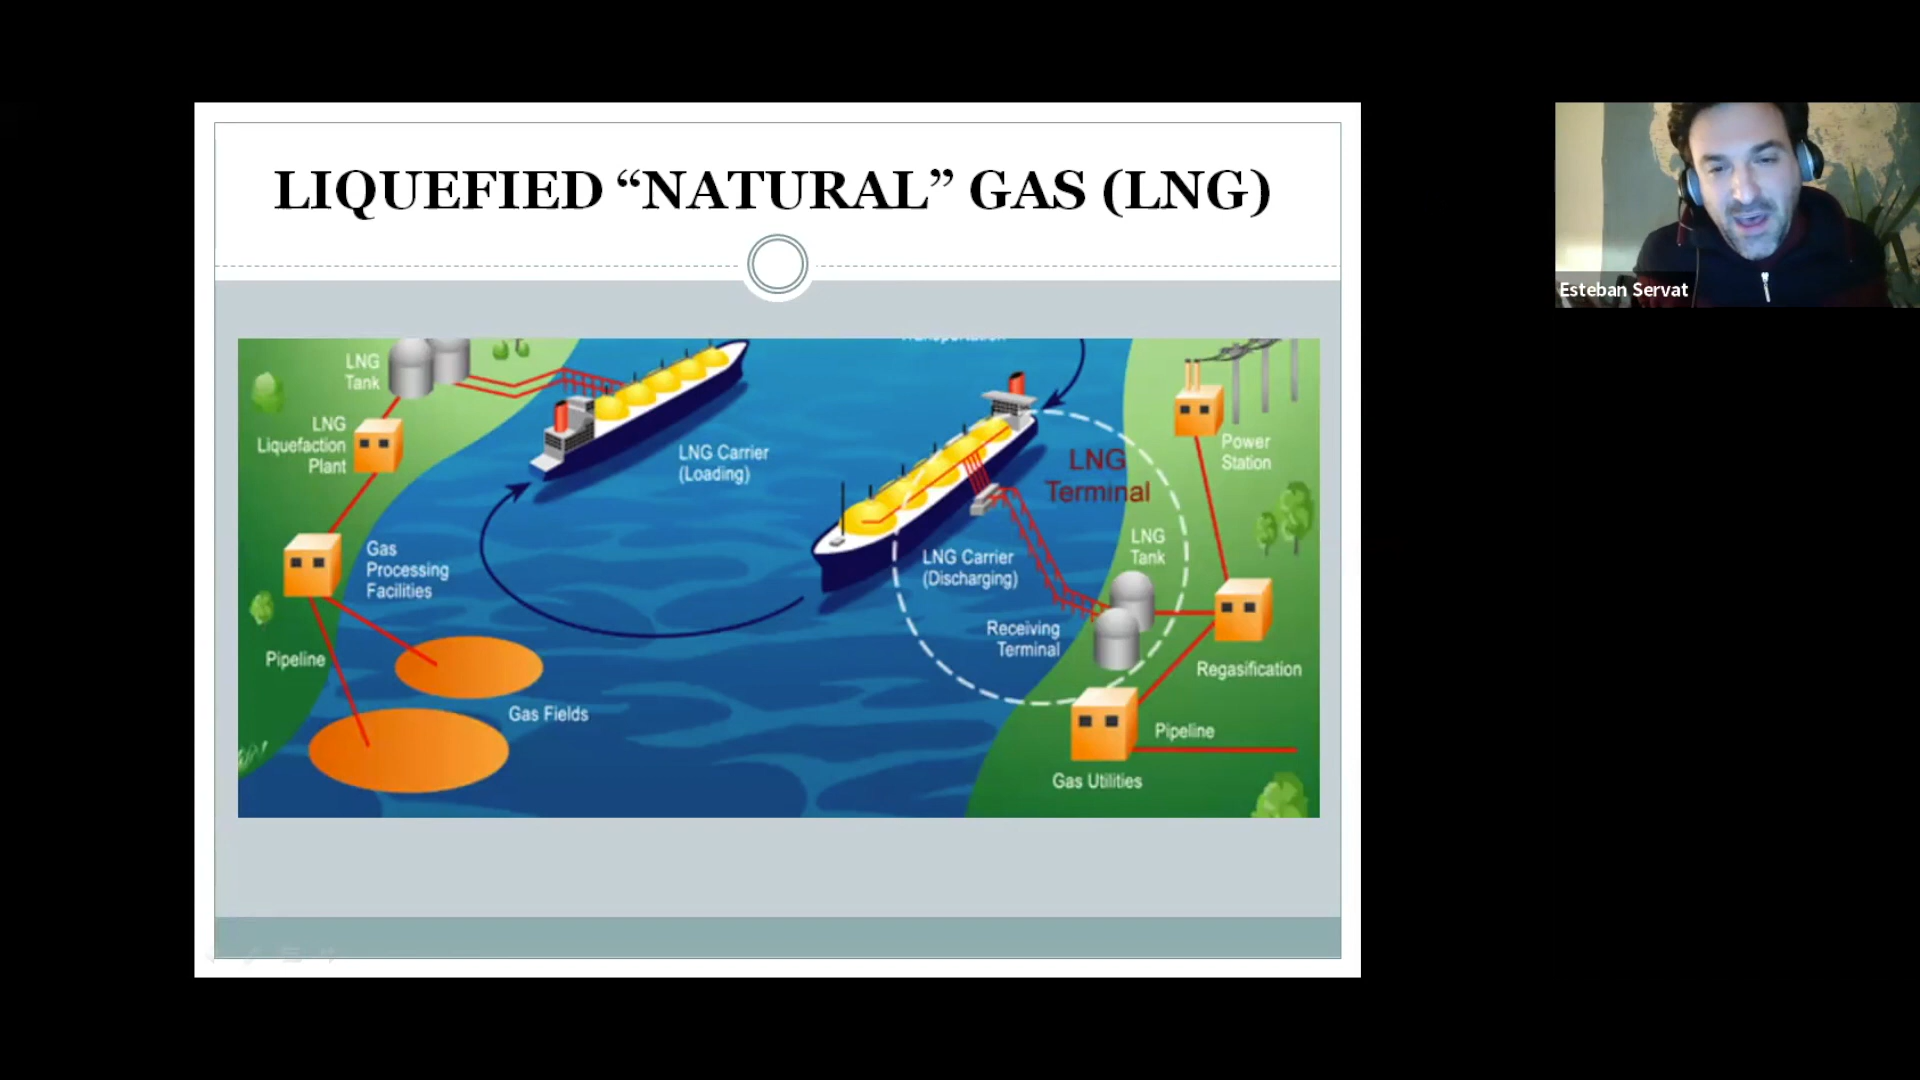 LIQUEFIED “NATURAL” GAS (LNG)
Esteban Servat
Transportation
LNG
Tank
LNG
Liquefaction
Plant
LNG Carrier
(Loading)
Gas
Processing
Facilities
Pipeline
Gas Fields
LNG
Terminal
LNG Carrier
(Discharging)
LNG
Tank
Receiving
Terminal
Power
Station
Regasification
Pipeline
Gas Utilities